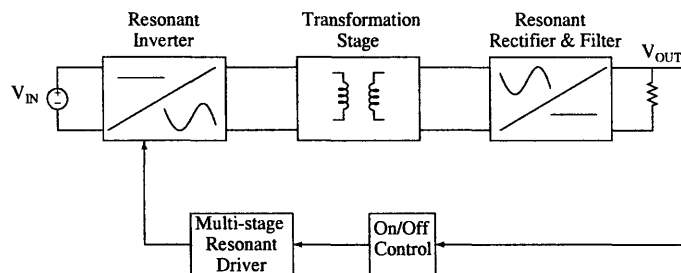 Resonant
Inverter
Transformation
Stage
Resonant
Rectifier & Filter
V_OUT
V_IN
Multi-stage
Resonant
Driver
On/Off
Control